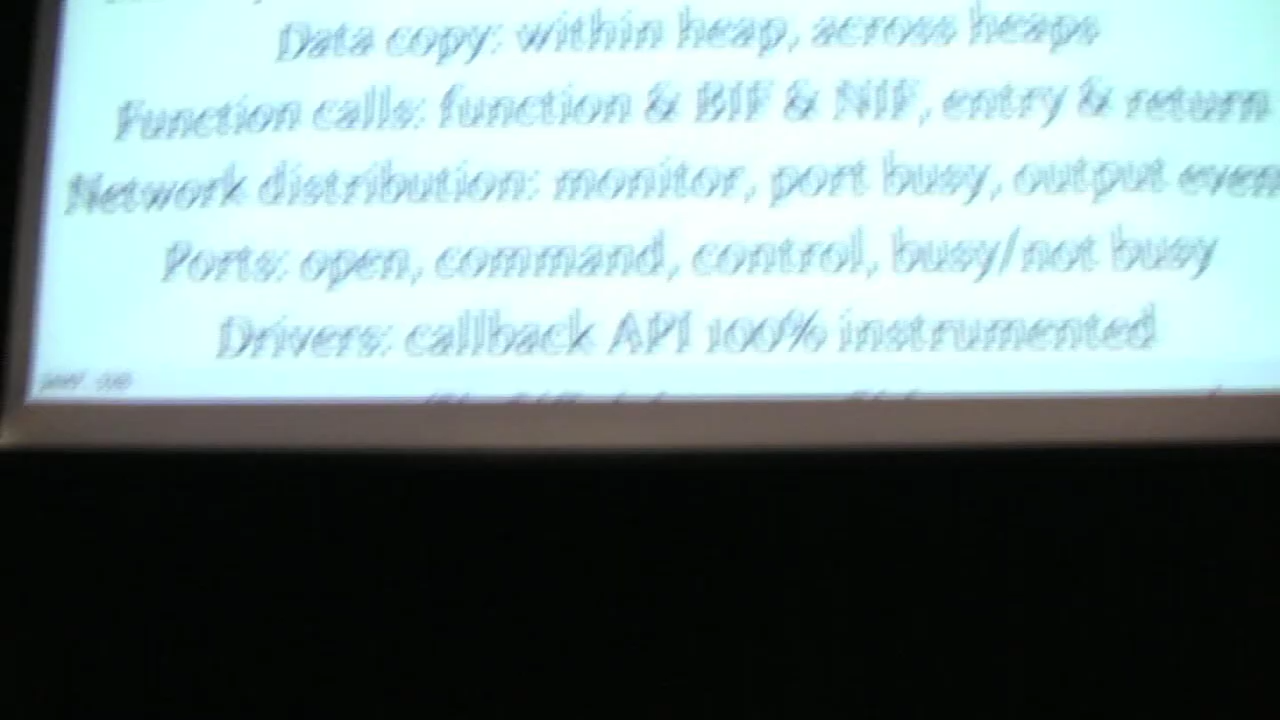 Data copy: within heap, across heaps
Function calls: function & BIF & NIF, entry & return
Network distribution: monitor, port busy, output even
Ports: open, command, control, busy/not busy
Drivers: callback API 100% instrumented